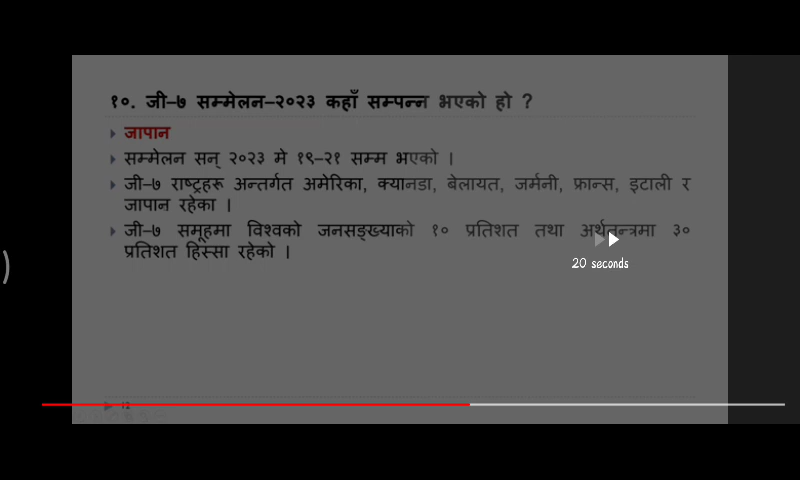 १०. जी–७ सम्मेलन–२०२३ कहाँ सम्पन्न भएको हो ?
जापान
सम्मेलन सन् २०२३ मे १९–२१ सम्म भएको ।
जी–७ राष्ट्रहरू अन्तर्गत अमेरिका, क्यानडा, बेलायत, जर्मनी, फ्रान्स, इटाली र
जापान रहेका ।
जी–७ समूहमा विश्वको जनसङ्ख्याको १० प्रतिशत तथा अर्थतन्त्रमा ३०
प्रतिशत हिस्सा रहेको ।
20 seconds
12